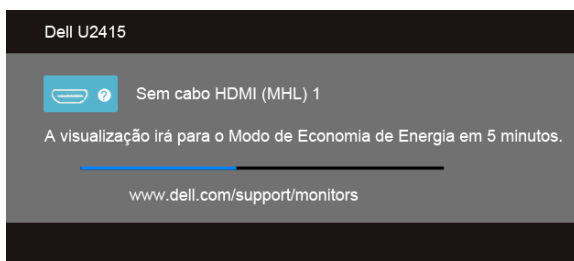 Dell U2415
?
Sem cabo HDMI (MHL) 1
A visualização irá para o Modo de Economia de Energia em 5 minutos.
www.dell.com/support/monitors